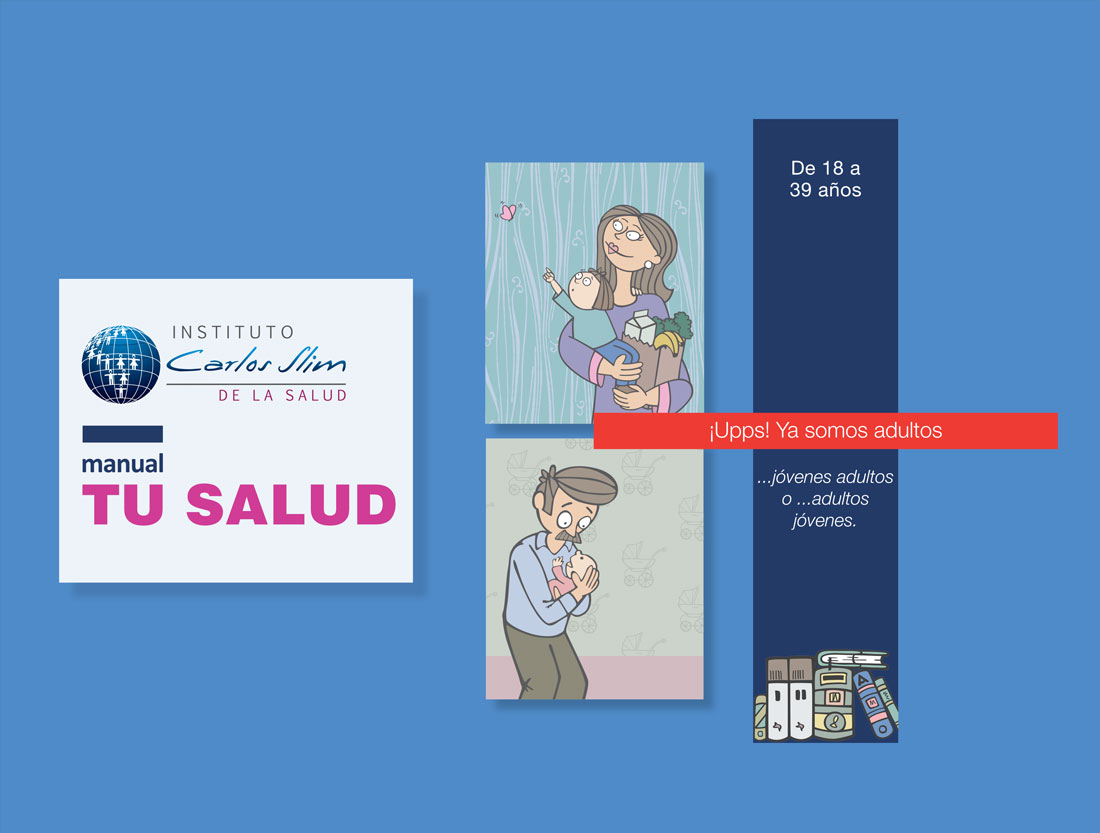 INSTITUTO
Carlos Slim
DE LA SALUD
manual
TU SALUD
De 18 a
39 años
¡Upps! Ya somos adultos
...jóvenes adultos
o ...adultos
jóvenes.
A
M
O